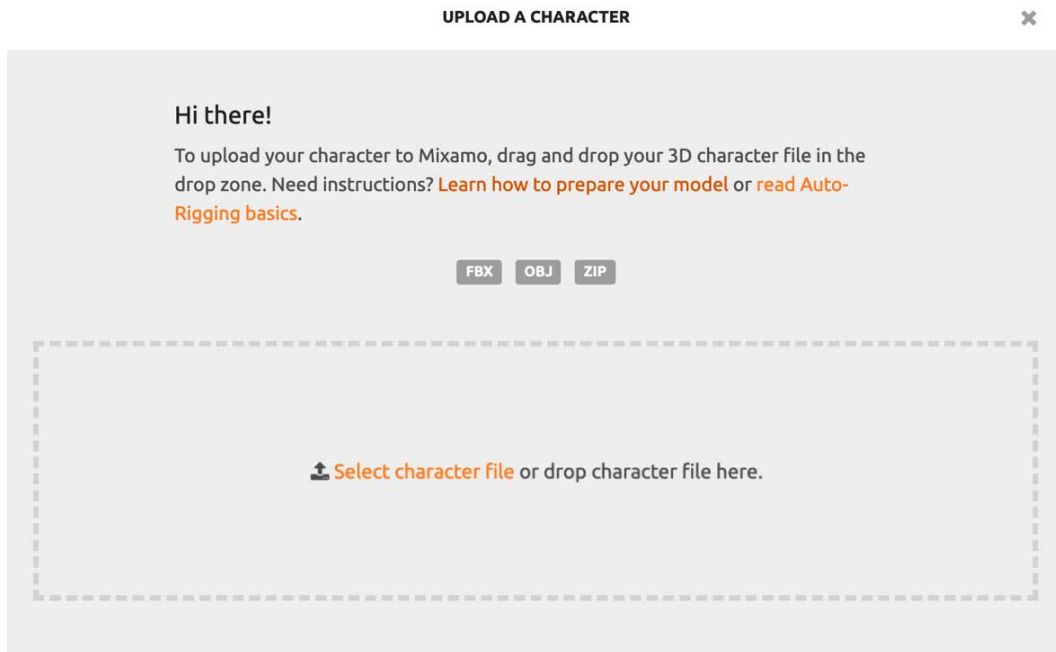 UPLOAD A CHARACTER
Hi there!
To upload your character to Mixamo, drag and drop your 3D character file in the
drop zone. Need instructions? Learn how to prepare your model or read Auto-
Rigging basics.
FBX OBJ ZIP
Select character file or drop character file here.